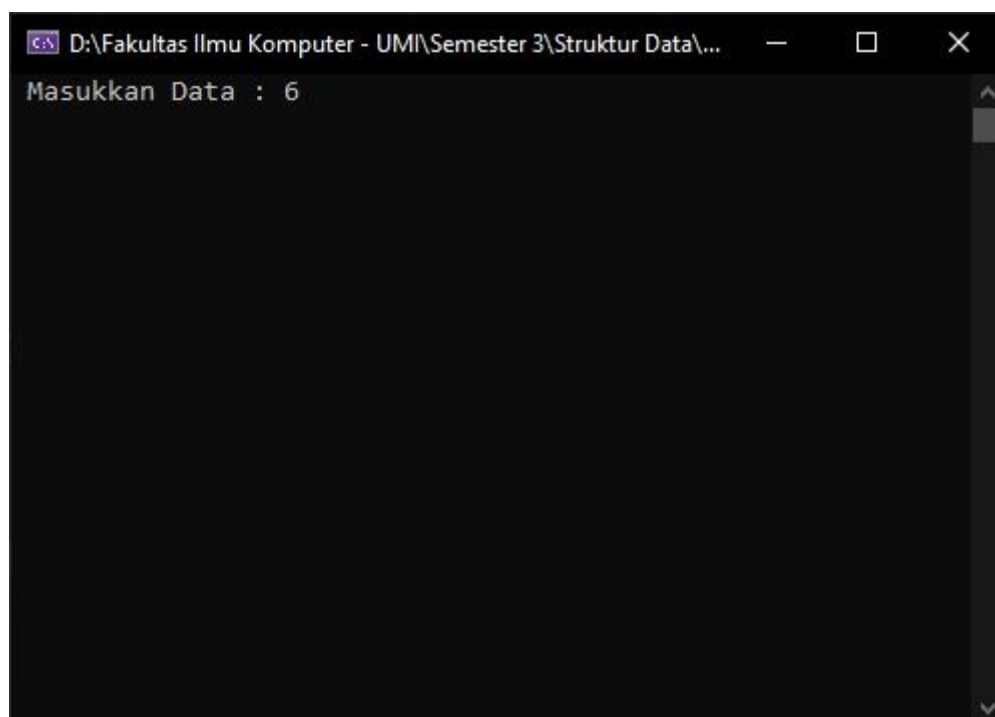 D:\Fakultas Ilmu Komputer - UMI\Semester 3\Struktur Data\...
Masukkan Data : 6